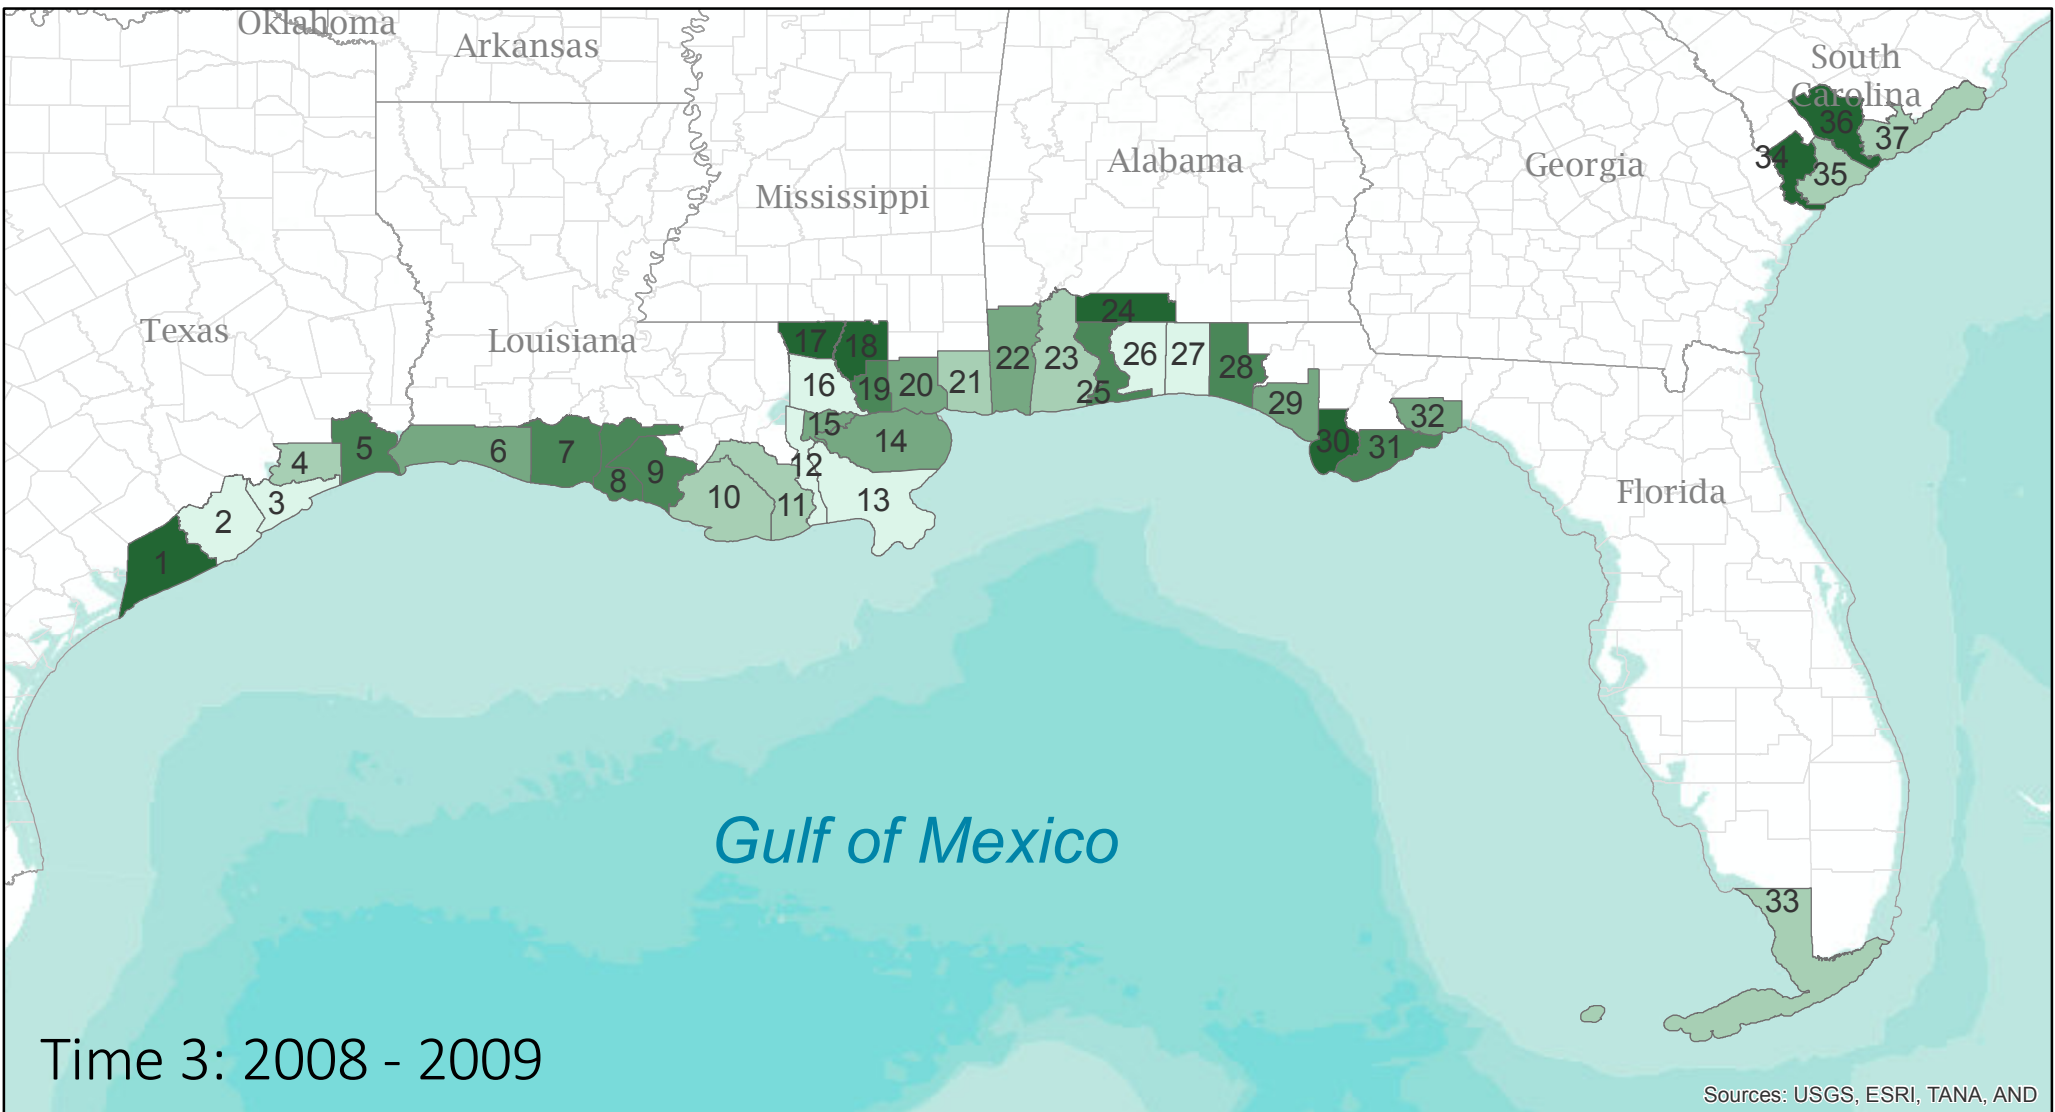 Oklahoma
Arkansas
South
Carolina
36
37
34
35
Alabama
Georgia
Mississippi
Texas
Louisiana
24
17
18
22
23
26
27
28
16
19
20
21
25
29
15
14
32
30
31
5
4
6
7
8
9
12
10
11
13
3
2
1
Florida
Gulf of Mexico
33
Time 3: 2008 - 2009
Sources: USGS, ESRI, TANA, AND